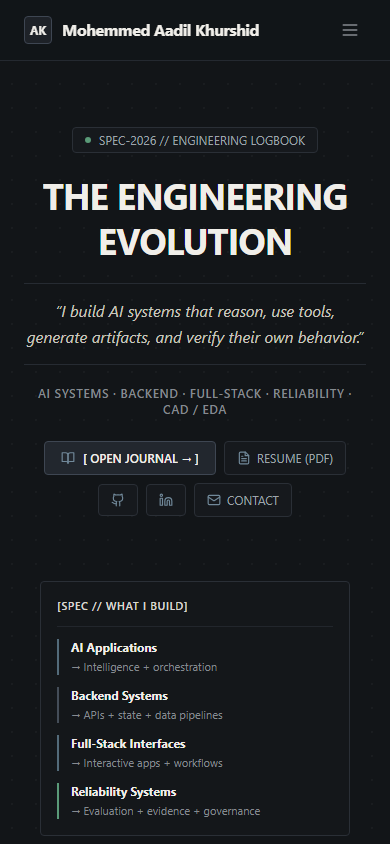 AK Mohemmed Aadil Khurshid
SPEC-2026 // ENGINEERING LOGBOOK
THE ENGINEERING
EVOLUTION
“I build AI systems that reason, use tools,
generate artifacts, and verify their own behavior.”
AI SYSTEMS · BACKEND · FULL-STACK · RELIABILITY ·
CAD / EDA
[ OPEN JOURNAL → ] RESUME (PDF)
CONTACT
[SPEC // WHAT I BUILD]
AI Applications
→ Intelligence + orchestration
Backend Systems
→ APIs + state + data pipelines
Full-Stack Interfaces
→ Interactive apps + workflows
Reliability Systems
→ Evaluation + evidence + governance